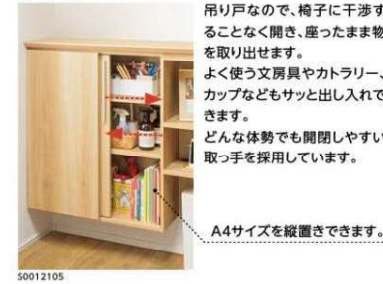 吊り戸なので、椅子に干渉す
ることなく開き、座ったまま物
を取り出せます。
よく使う文房具やカトラリー、
カップなどもサッと出し入れで
きます。
どんな体勢でも開閉しやすい
取っ手を採用しています。
A4サイズを縦置きできます。
S0012105